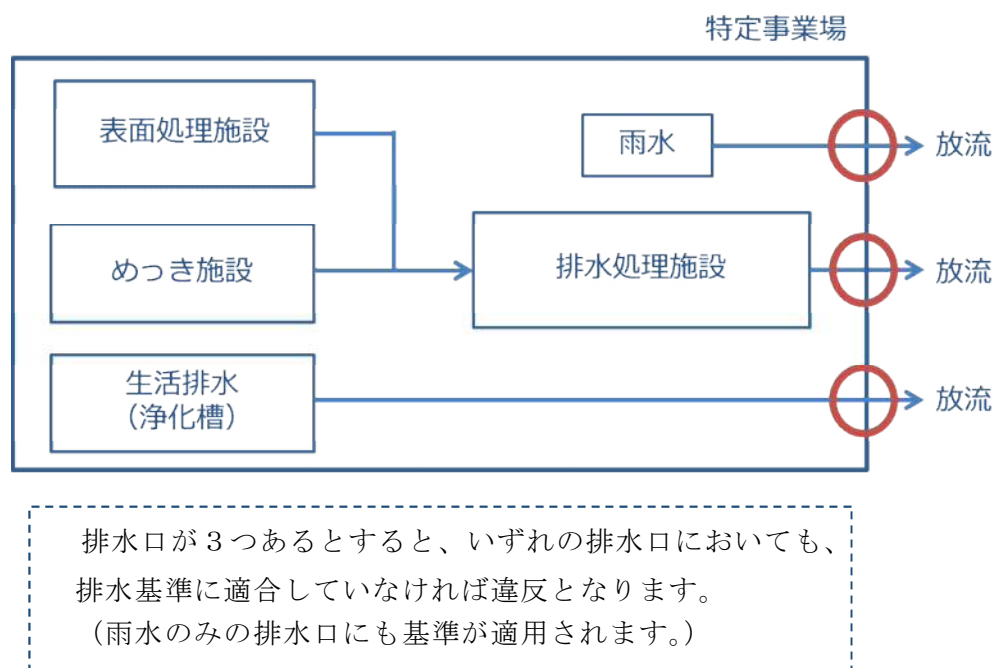 特定事業場
表面処理施設
雨水
放流
めっき施設
排水処理施設
放流
生活排水
（浄化槽）
放流
排水口が３つあるとすると、いずれの排水口においても、
排水基準に適合していなければ違反となります。
（雨水のみの排水口にも基準が適用されます。）